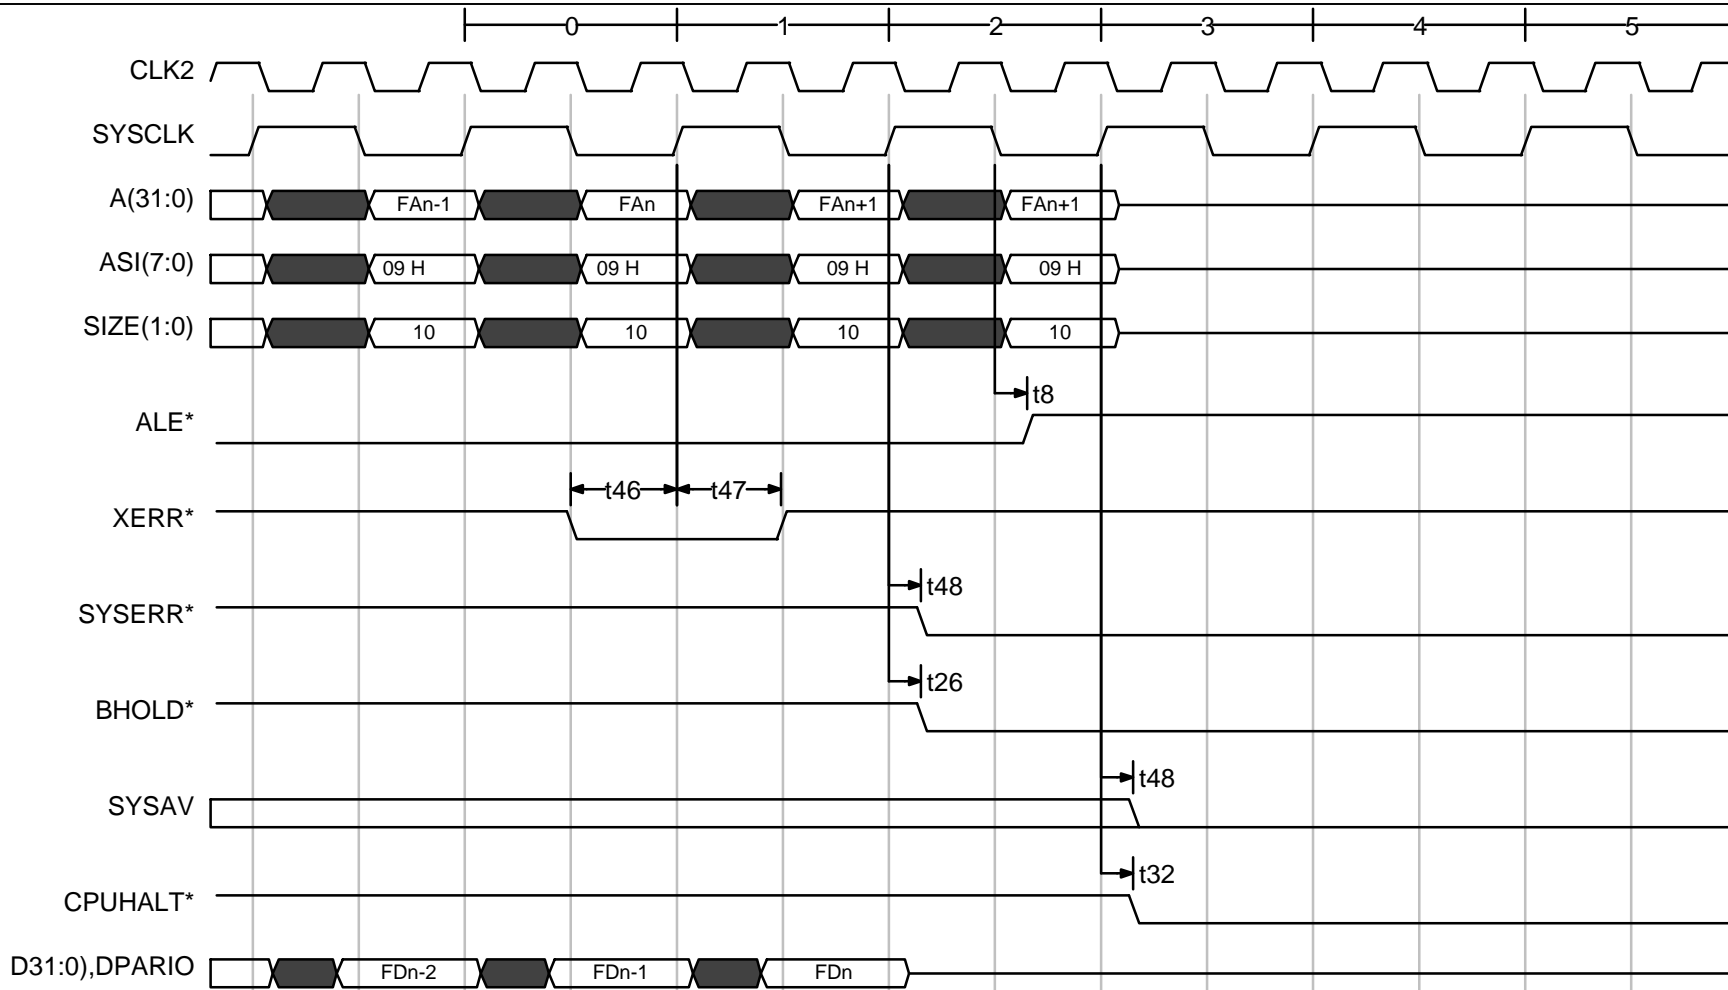 0 1 2 3 4 5
CLK2
SYSCLK
A(31:0) FAn-1 FAn FAn+1 FAn+1
ASI(7:0) 09 H 09 H 09 H 09 H
SIZE(1:0) 10 10 10 10
t8
ALE*
t46 t47
XERR*
t48
SYSERR*
t26
BHOLD*
t48
SYSAV
t32
CPUHALT*
D31:0),DPARIO FDn-2 FDn-1 FDn